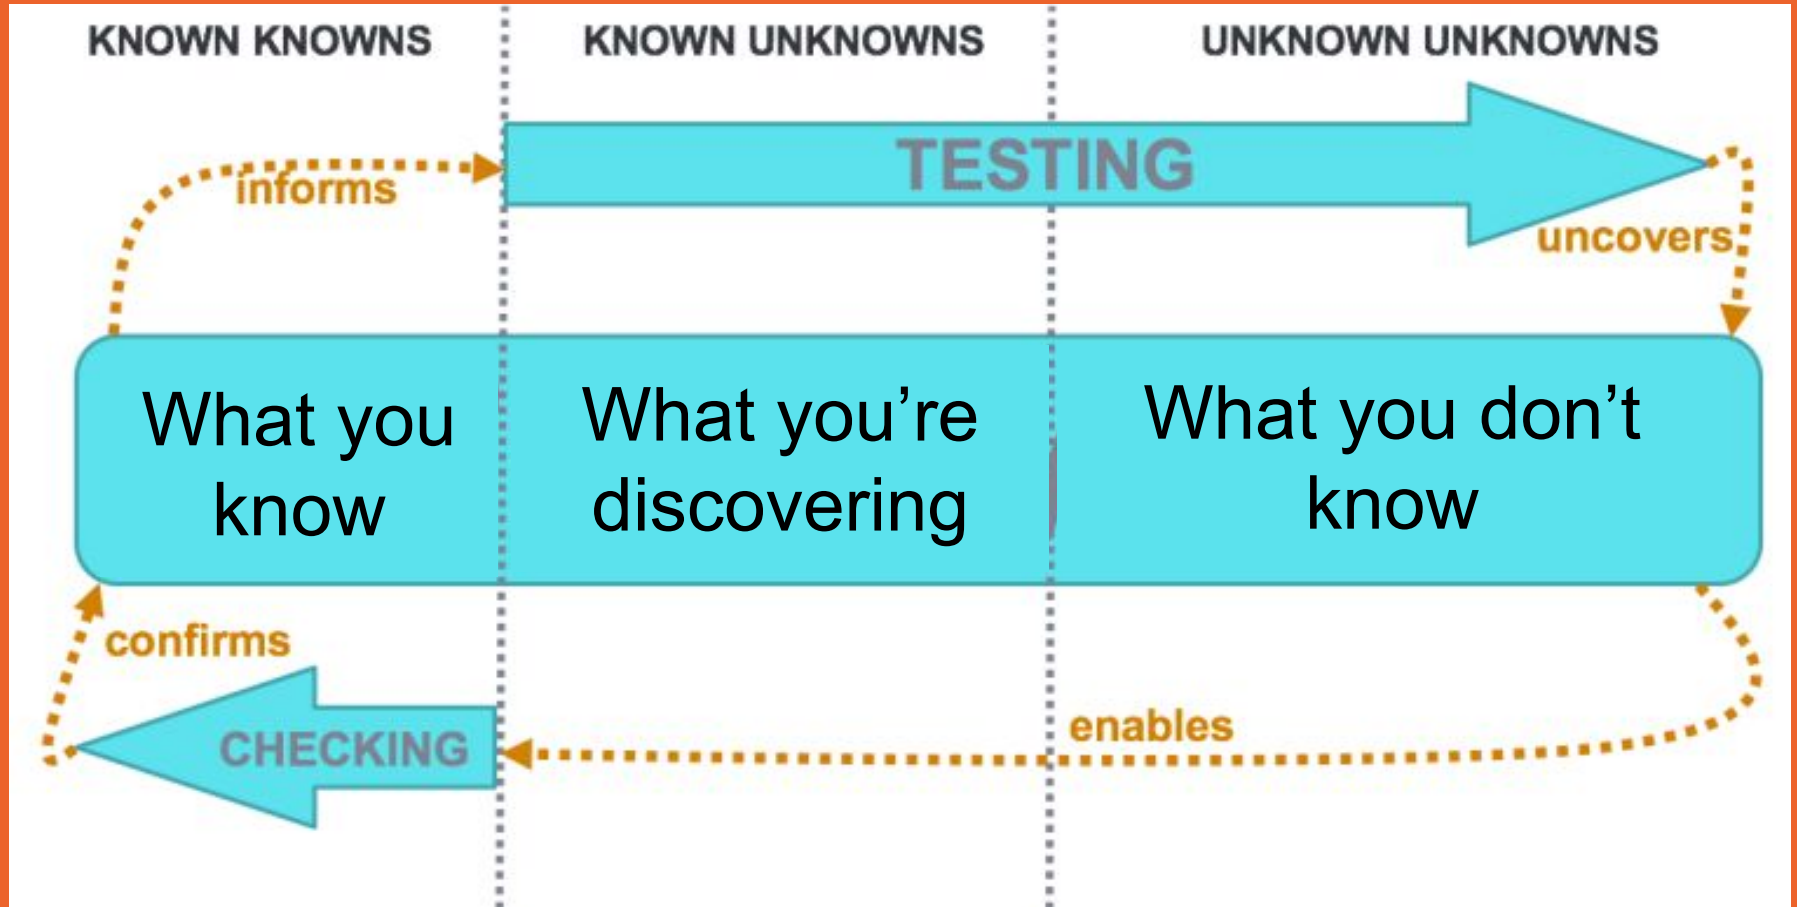 KNOWN KNOWNS
KNOWN UNKNOWNS
UNKNOWN UNKNOWNS
TESTING
informs
uncovers
What you
know
What you’re
discovering
What you don’t
know
confirms
enables
CHECKING